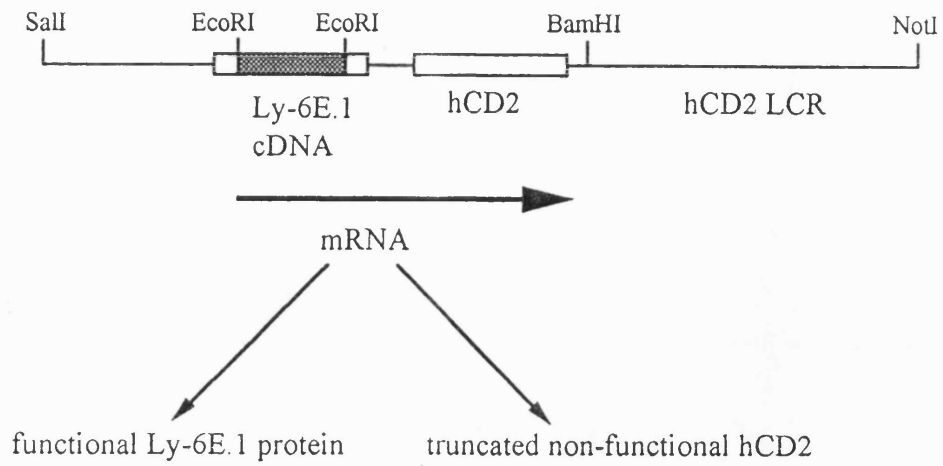 SalI EcoRI EcoRI BamHI NotI
Ly-6E.1 hCD2 hCD2 LCR
cDNA
mRNA
functional Ly-6E.1 protein truncated non-functional hCD2